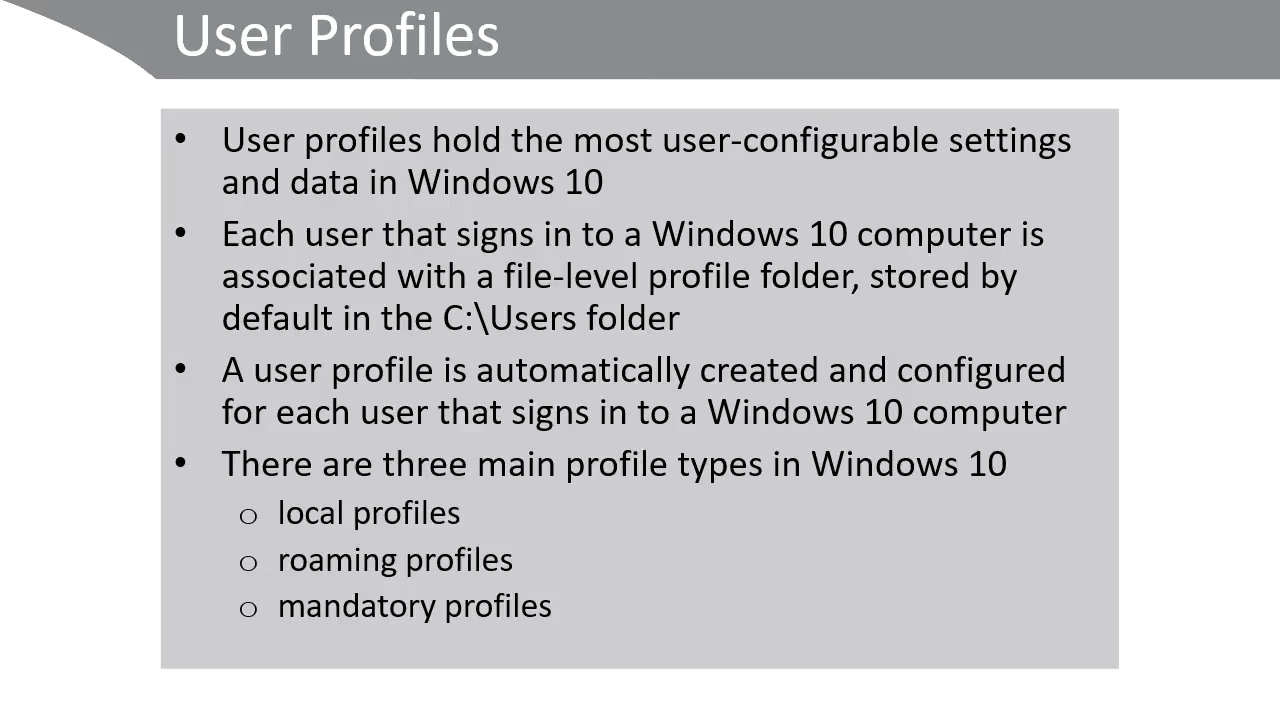 User Profiles
• User profiles hold the most user-configurable settings
and data in Windows 10
• Each user that signs in to a Windows 10 computer is
associated with a file-level profile folder, stored by
default in the C:\Users folder
• A user profile is automatically created and configured
for each user that signs in to a Windows 10 computer
• There are three main profile types in Windows 10
o local profiles
o roaming profiles
o mandatory profiles